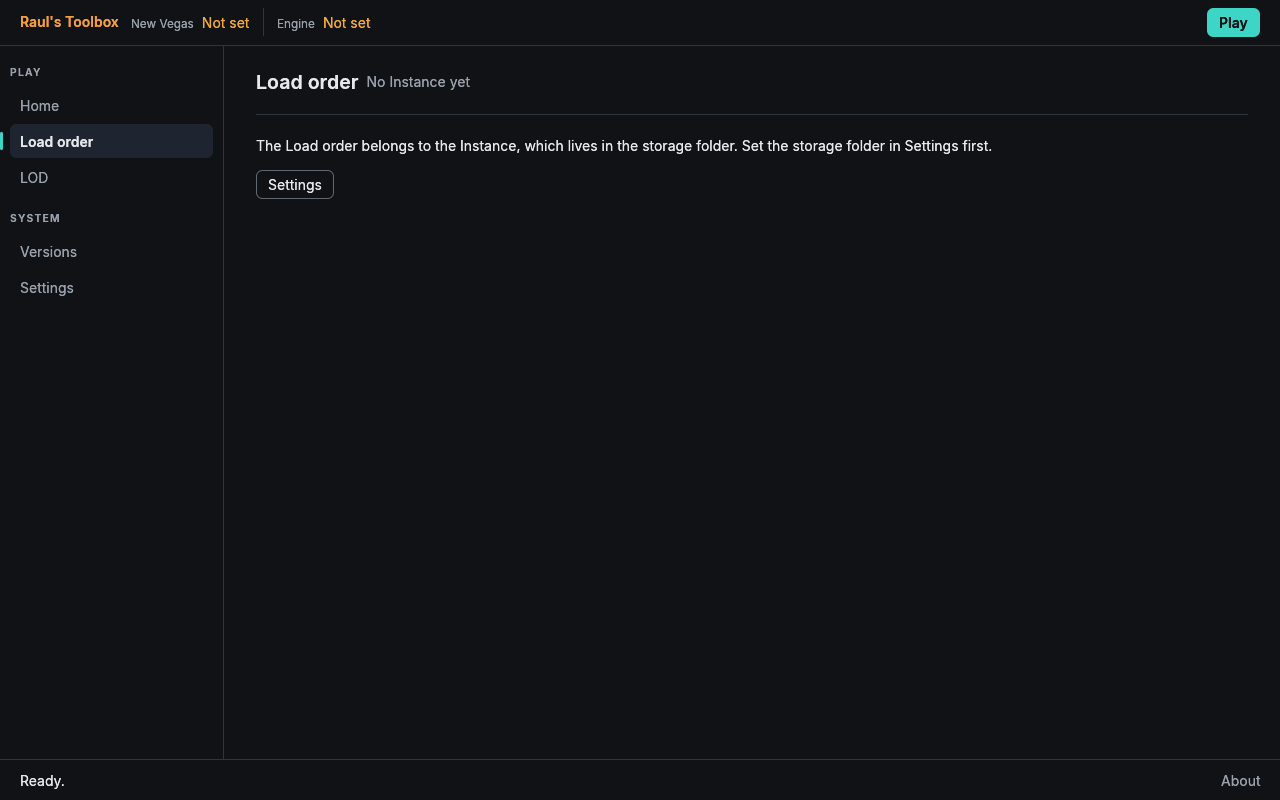 Raul's Toolbox New Vegas Not set Engine Not set Play
PLAY
Home
Load order
LOD
SYSTEM
Versions
Settings
Load order No Instance yet
The Load order belongs to the Instance, which lives in the storage folder. Set the storage folder in Settings first.
Settings
Ready. About